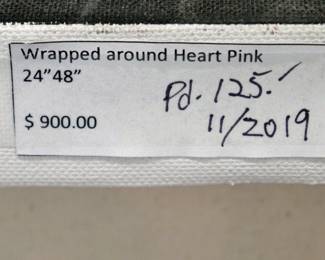 Wrapped around Heart Pink
24"48"
$ 900.00
Pd. 125.✓
11/2019